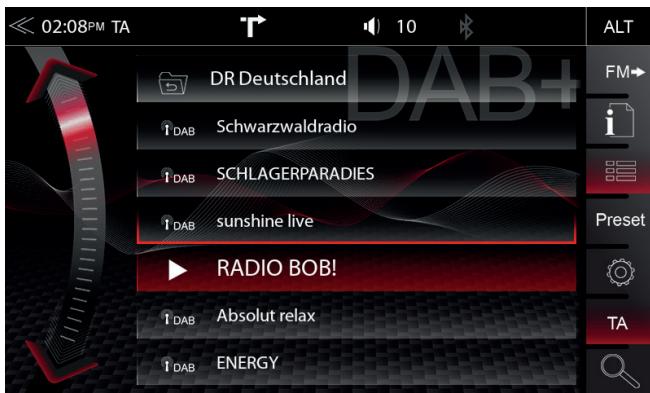 02:08PM TA 10 ALT
DAB+
DR Deutschland
DAB Schwarzwaldradio
DAB SCHLAGERPARADIES
DAB sunshine live
RADIO BOB!
DAB Absolut relax
DAB ENERGY
FM
i
Preset
TA